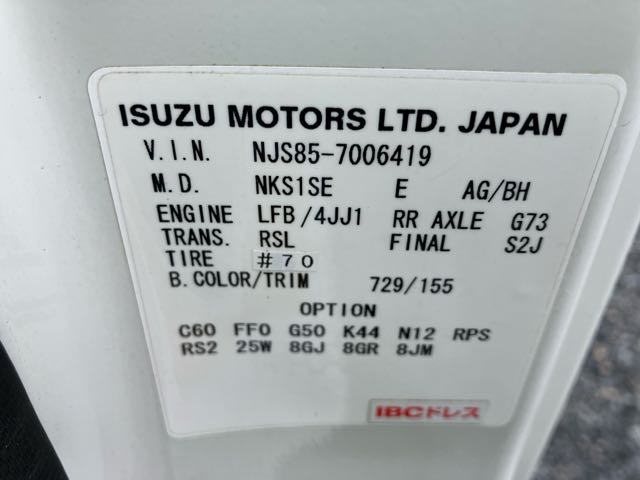 ISUZU MOTORS LTD. JAPAN
V.I.N. NJS85-7006419
M.D. NKS1SE E AG/BH
ENGINE LFB/4JJ1 RR AXLE G73
TRANS. RSL FINAL S2J
TIRE #70
B.COLOR/TRIM 729/155
OPTION
C60 FF0 G50 K44 N12 RPS
RS2 25W 8GJ 8GR 8JM
IBCドレス